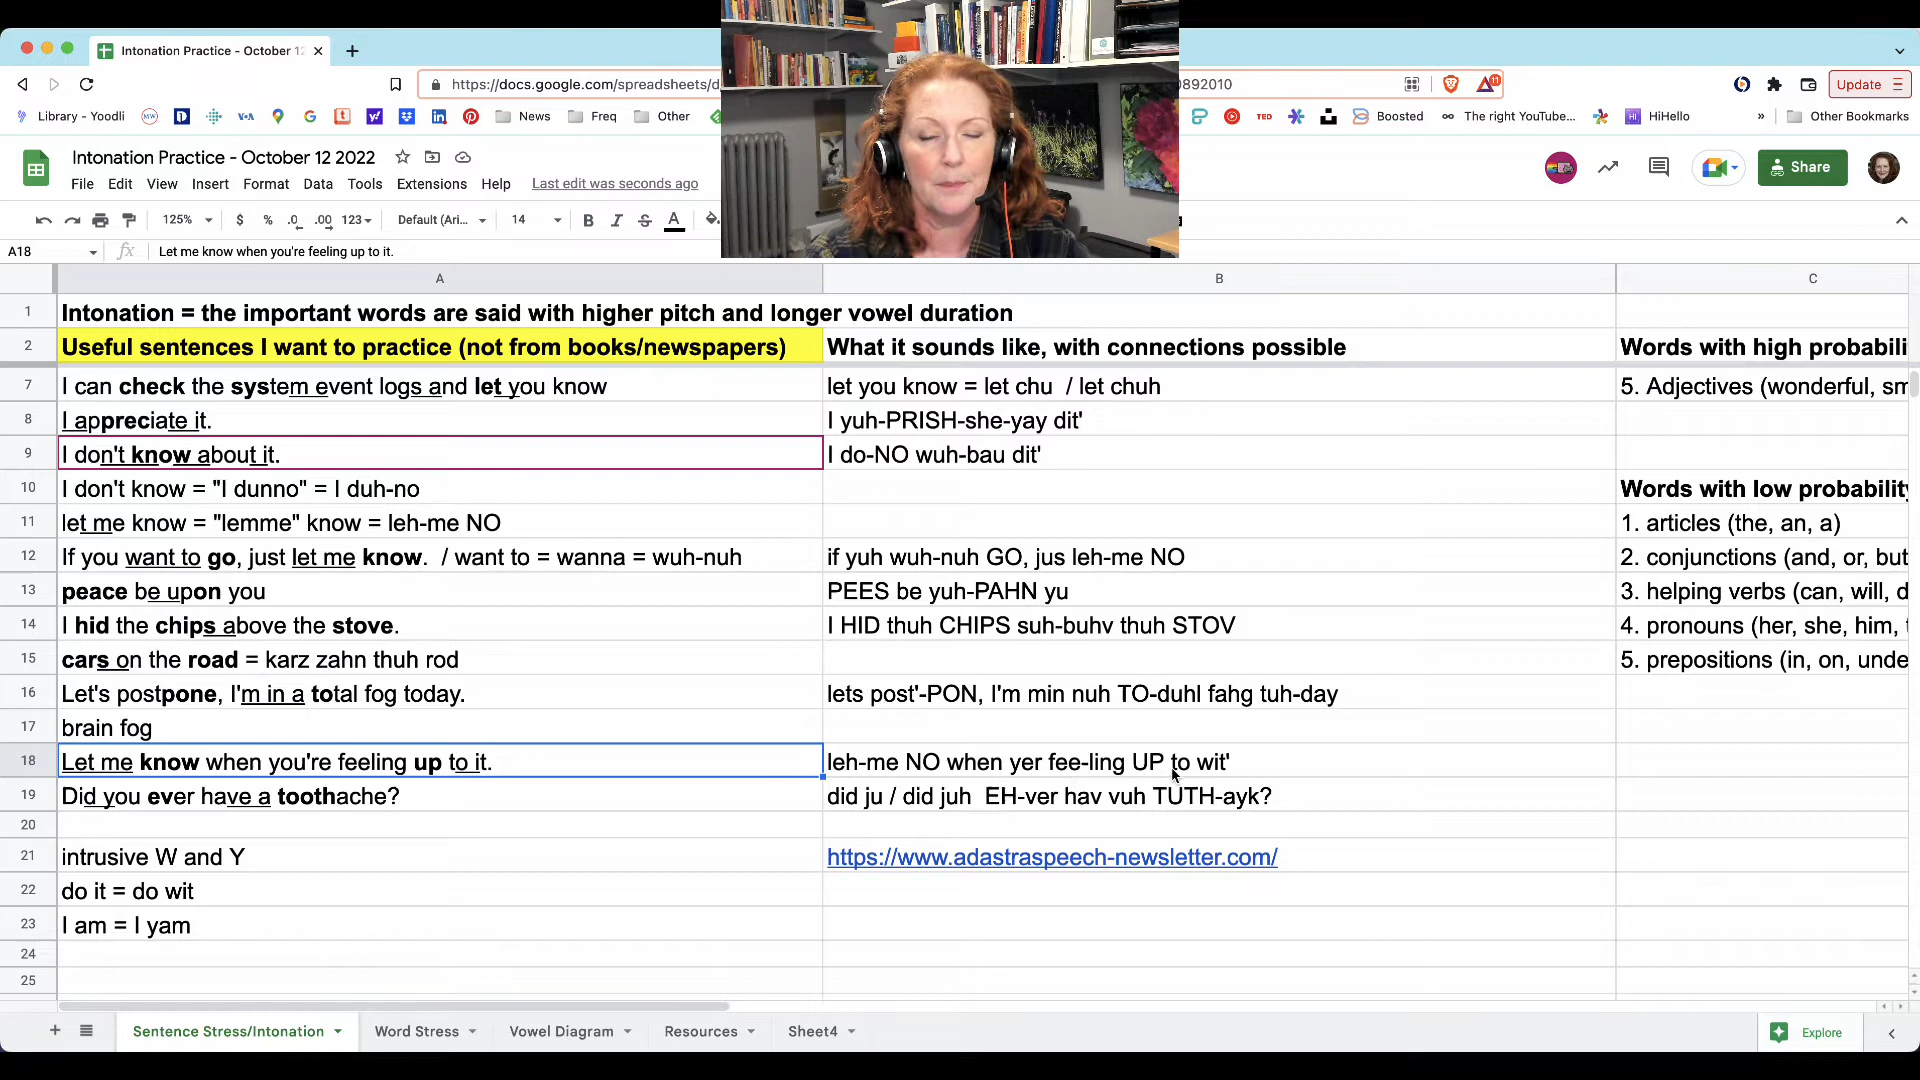 Intonation Practice - October 12
https://docs.google.com/spreadsheets/d
0892010
Update
Library - Yoodli
VOA
News
Freq
Other
TED
Boosted
The right YouTube...
HiHello
Other Bookmarks
Intonation Practice - October 12 2022
File Edit View Insert Format Data Tools Extensions Help Last edit was seconds ago
Share
125% $ % .0 .00 123 Default (Ari... 14 B I S A
A18 fx Let me know when you're feeling up to it.
A B C
1 Intonation = the important words are said with higher pitch and longer vowel duration
2 Useful sentences I want to practice (not from books/newspapers) What it sounds like, with connections possible Words with high probabili
7 I can check the system event logs and let you know let you know = let chu / let chuh 5. Adjectives (wonderful, sm
8 I appreciate it. I yuh-PRISH-she-yay dit'
9 I don't know about it. I do-NO wuh-bau dit'
10 I don't know = "I dunno" = I duh-no Words with low probability
11 let me know = "lemme" know = leh-me NO 1. articles (the, an, a)
12 If you want to go, just let me know. / want to = wanna = wuh-nuh if yuh wuh-nuh GO, jus leh-me NO 2. conjunctions (and, or, but
13 peace be upon you PEES be yuh-PAHN yu 3. helping verbs (can, will, d
14 I hid the chips above the stove. I HID thuh CHIPS suh-buhv thuh STOV 4. pronouns (her, she, him,
15 cars on the road = karz zahn thuh rod 5. prepositions (in, on, unde
16 Let's postpone, I'm in a total fog today. lets post'-PON, I'm min nuh TO-duhl fahg tuh-day
17 brain fog
18 Let me know when you're feeling up to it. leh-me NO when yer fee-ling UP to wit'
19 Did you ever have a toothache? did ju / did juh EH-ver hav vuh TUTH-ayk?
20
21 intrusive W and Y https://www.adastraspeech-newsletter.com/
22 do it = do wit
23 I am = I yam
24
25
Sentence Stress/Intonation Word Stress Vowel Diagram Resources Sheet4 Explore